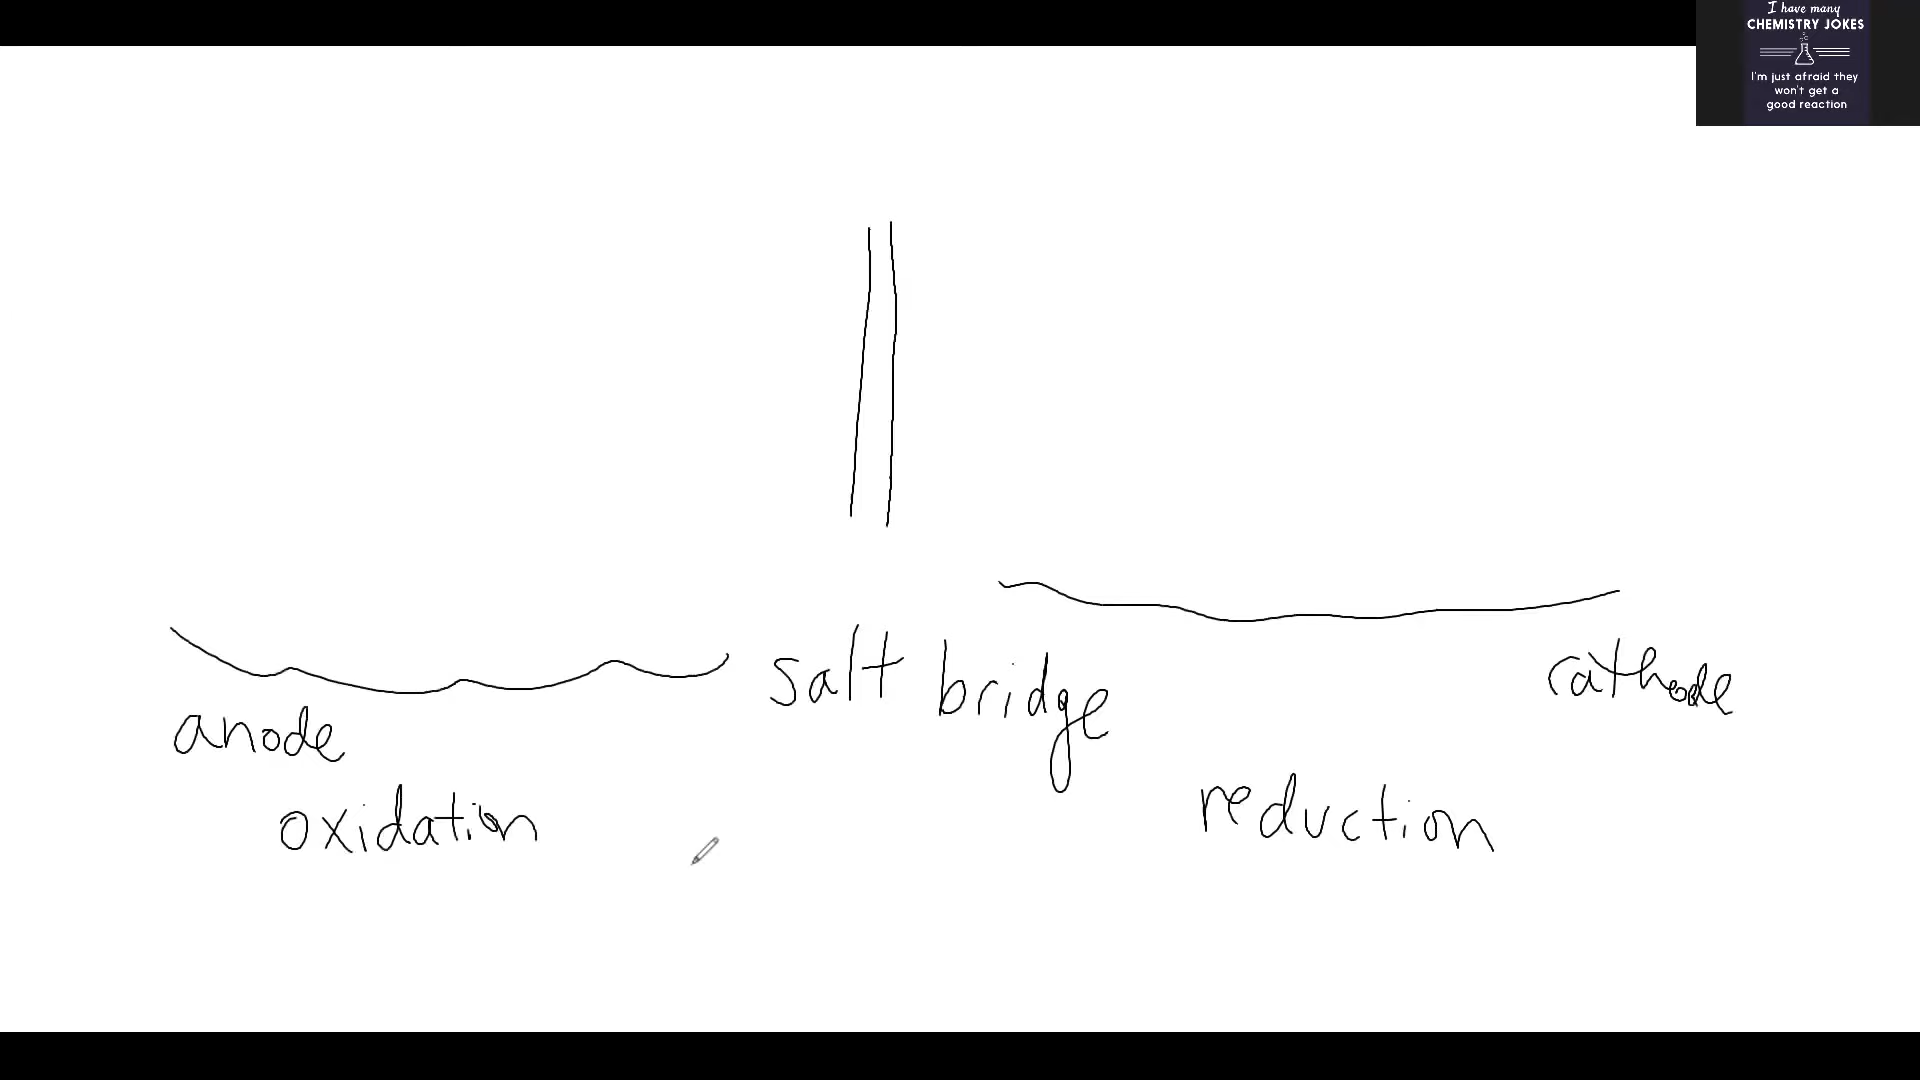 I have many
CHEMISTRY JOKES
I'm just afraid they
won't get a
good reaction
salt bridge
cathode
anode
oxidation
reduction